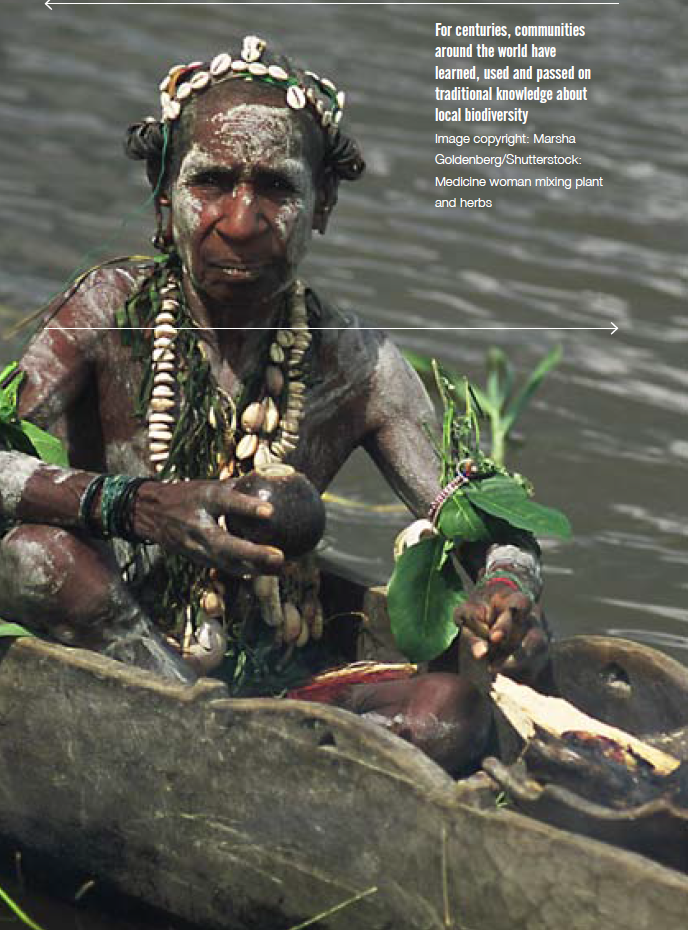 For centuries, communities
around the world have
learned, used and passed on
traditional knowledge about
local biodiversity
Image copyright: Marsha
Goldenberg/Shutterstock:
Medicine woman mixing plant
and herbs